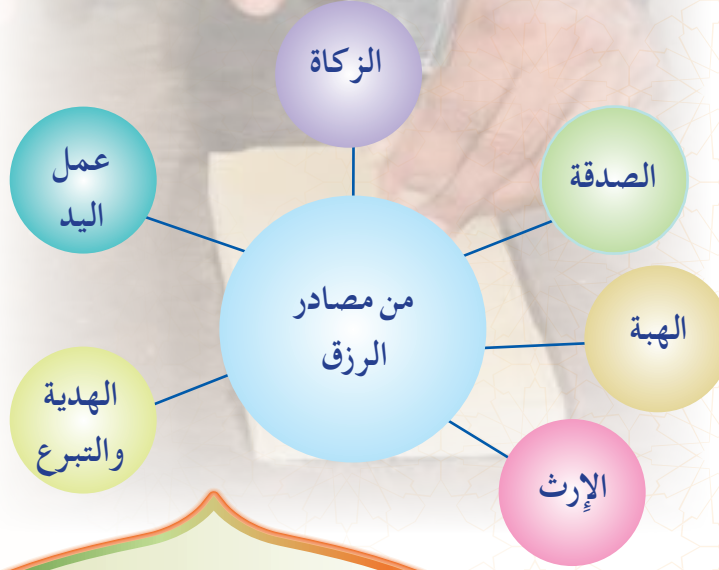 الزكاة
الصدقة
عمل
اليد
من مصادر
الرزق
الهبة
الهدية
والتبرع
الإرث